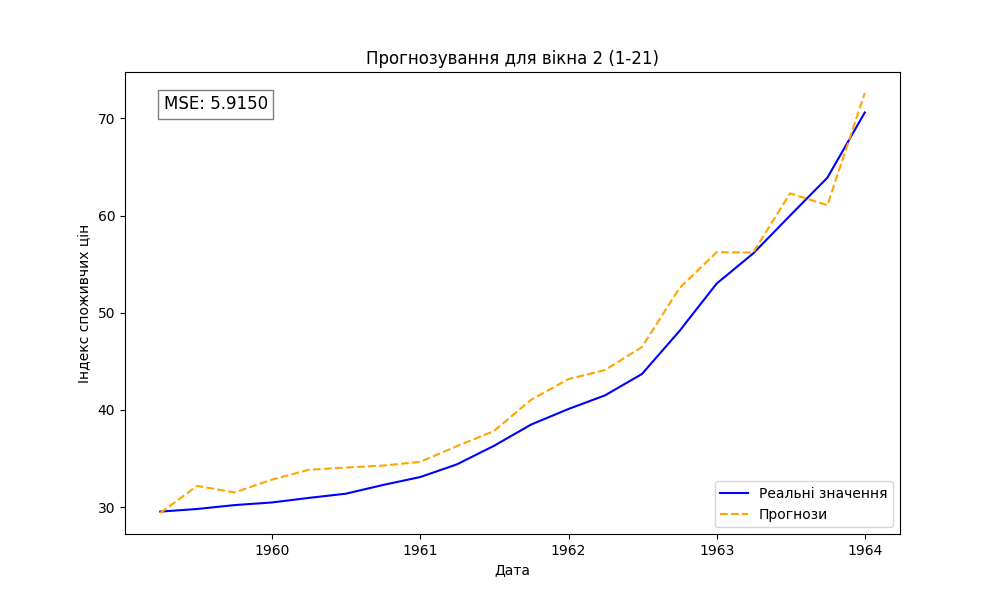 Прогнозування для вікна 2 (1-21)
MSE: 5.9150
Індекс споживчих цін
70
60
50
40
30
1960
1961
1962
1963
1964
Дата
Реальні значення
Прогнози